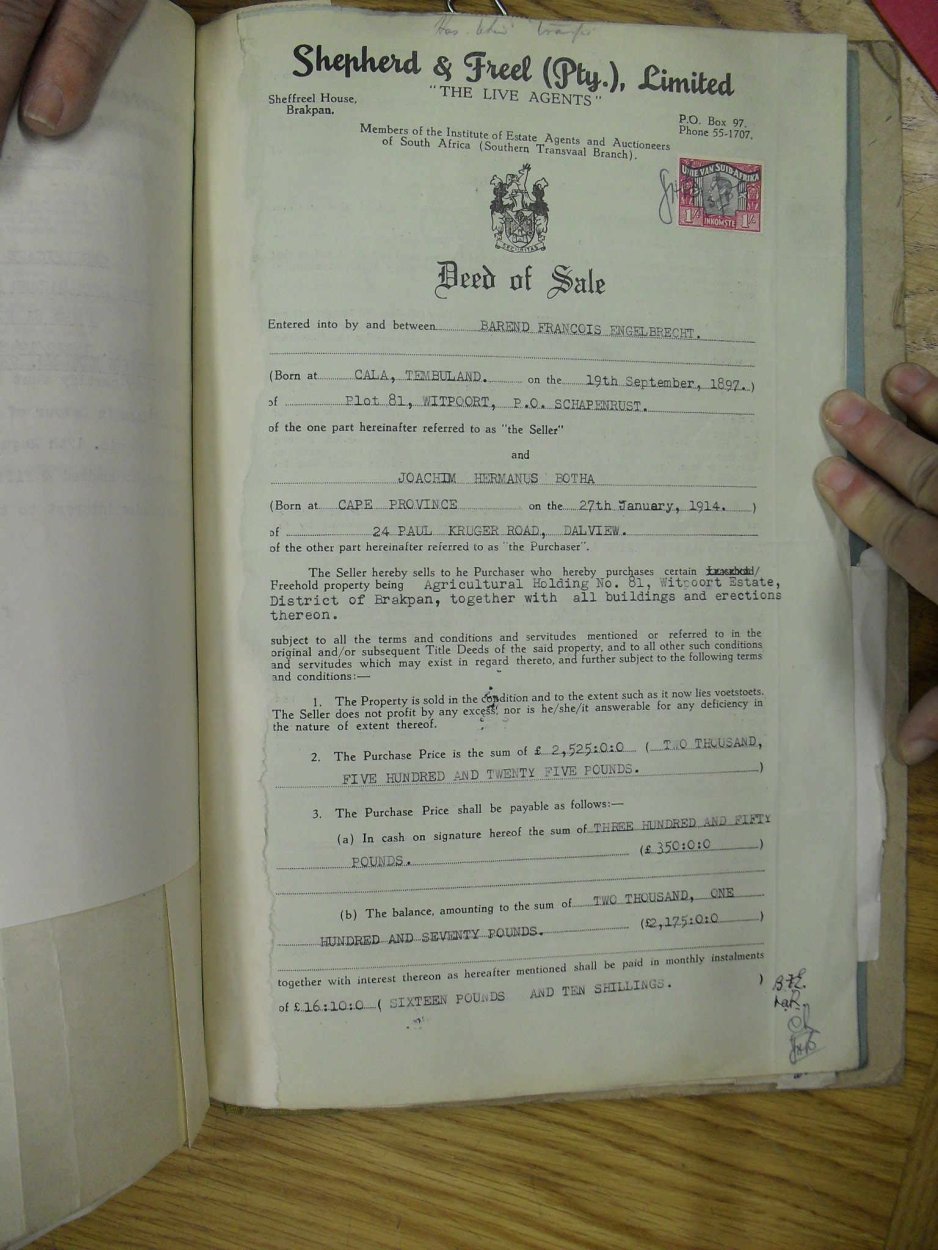 Shepherd & Freel (Pty.), Limited
"THE LIVE AGENTS"
Sheffreel House,
Brakpan.
P.O. Box 97.
Phone 55-1707.
Members of the Institute of Estate Agents and Auctioneers
of South Africa (Southern Transvaal Branch).
UNIE VAN SUID-AFRIKA
1/- INKOMSTE 1/-
SECURITAS
Deed of Sale
Entered into by and between BAREND FRANCOIS ENGELBRECHT.
(Born at CALA, TEMBULAND. on the 19th September, 1897.)
of Plot 81, WITPOORT, P.O. SCHAPENRUST.
of the one part hereinafter referred to as "the Seller"
and
JOACHIM HERMANUS BOTHA
(Born at CAPE PROVINCE on the 27th January, 1914. )
of 24 PAUL KRUGER ROAD, DALVIEW.
of the other part hereinafter referred to as "the Purchaser".
The Seller hereby sells to he Purchaser who hereby purchases certain /
Freehold property being Agricultural Holding No. 81, Witpoort Estate,
District of Brakpan, together with all buildings and erections
thereon.
subject to all the terms and conditions and servitudes mentioned or referred to in the
original and/or subsequent Title Deeds of the said property, and to all other such conditions
and servitudes which may exist in regard thereto, and further subject to the following terms
and conditions:—
1. The Property is sold in the condition and to the extent such as it now lies voetstoets.
The Seller does not profit by any excess, nor is he/she/it answerable for any deficiency in
the nature of extent thereof.
2. The Purchase Price is the sum of £ 2,525:0:0 ( TWO THOUSAND,
FIVE HUNDRED AND TWENTY FIVE POUNDS. )
3. The Purchase Price shall be payable as follows:—
(a) In cash on signature hereof the sum of THREE HUNDRED AND FIFTY
POUNDS. (£ 350:0:0 )
(b) The balance, amounting to the sum of TWO THOUSAND, ONE
HUNDRED AND SEVENTY POUNDS. (£2,175:0:0 )
together with interest thereon as hereafter mentioned shall be paid in monthly instalments
of £16:10:0 ( SIXTEEN POUNDS AND TEN SHILLINGS. )
B.F.E.